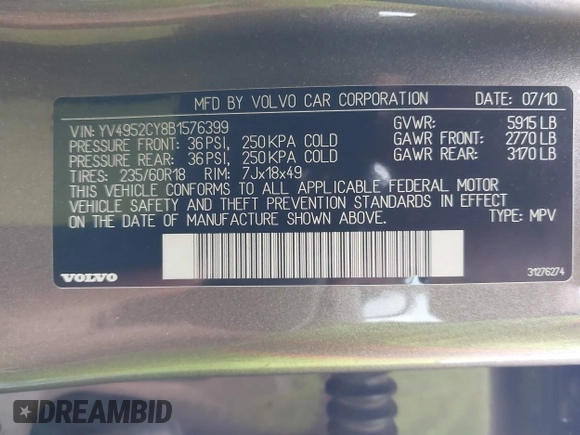 MFD BY VOLVO CAR CORPORATION DATE: 07/10
VIN: YV4952CY8B1576399 GVWR: 5915 LB
PRESSURE FRONT: 36 PSI, 250 KPA COLD GAWR FRONT: 2770 LB
PRESSURE REAR: 36 PSI, 250 KPA COLD GAWR REAR: 3170 LB
TIRES: 235/60R18 RIM: 7Jx18x49
THIS VEHICLE CONFORMS TO ALL APPLICABLE FEDERAL MOTOR
VEHICLE SAFETY AND THEFT PREVENTION STANDARDS IN EFFECT
ON THE DATE OF MANUFACTURE SHOWN ABOVE. TYPE: MPV
VOLVO 31276274
DREAMBID